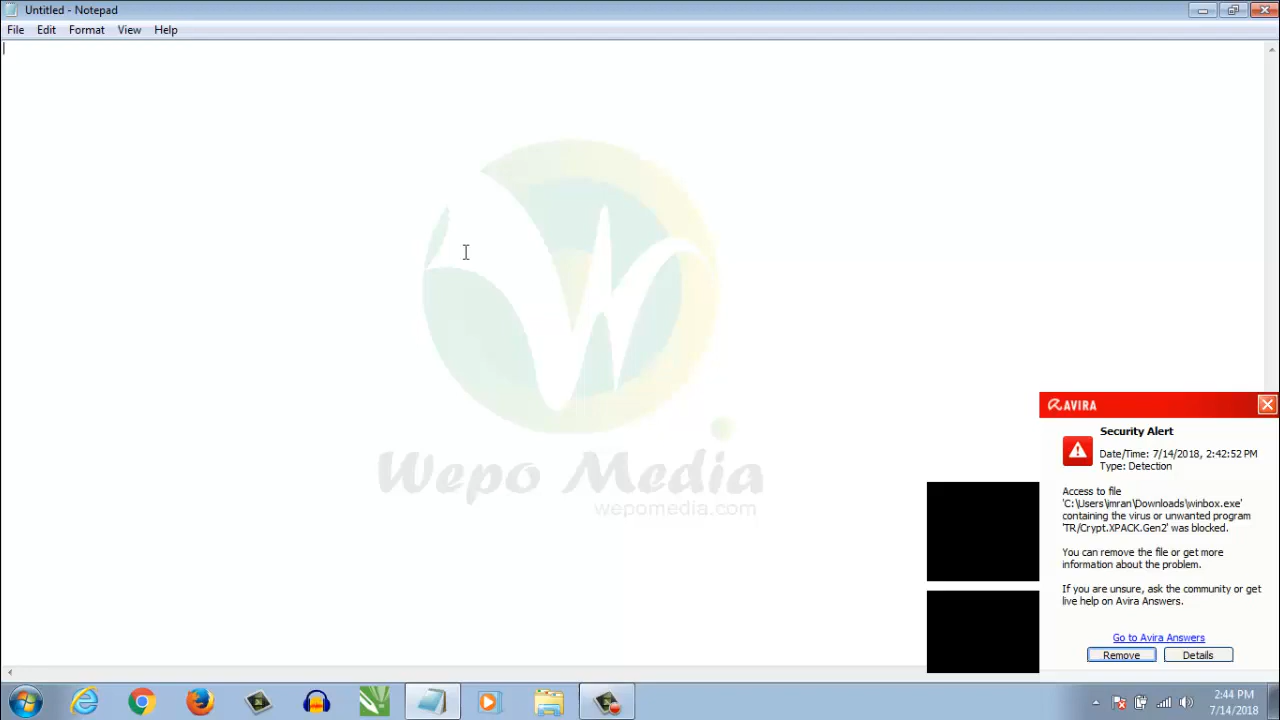 Untitled - Notepad
File Edit Format View Help
Wepo Media
wepomedia.com
AVIRA
Security Alert
Date/Time: 7/14/2018, 2:42:52 PM
Type: Detection
Access to file
'C:\Users\imran\Downloads\winbox.exe'
containing the virus or unwanted program
'TR/Crypt.XPACK.Gen2' was blocked.
You can remove the file or get more
information about the problem.
If you are unsure, ask the community or get
live help on Avira Answers.
Go to Avira Answers
Remove Details
2:44 PM
7/14/2018